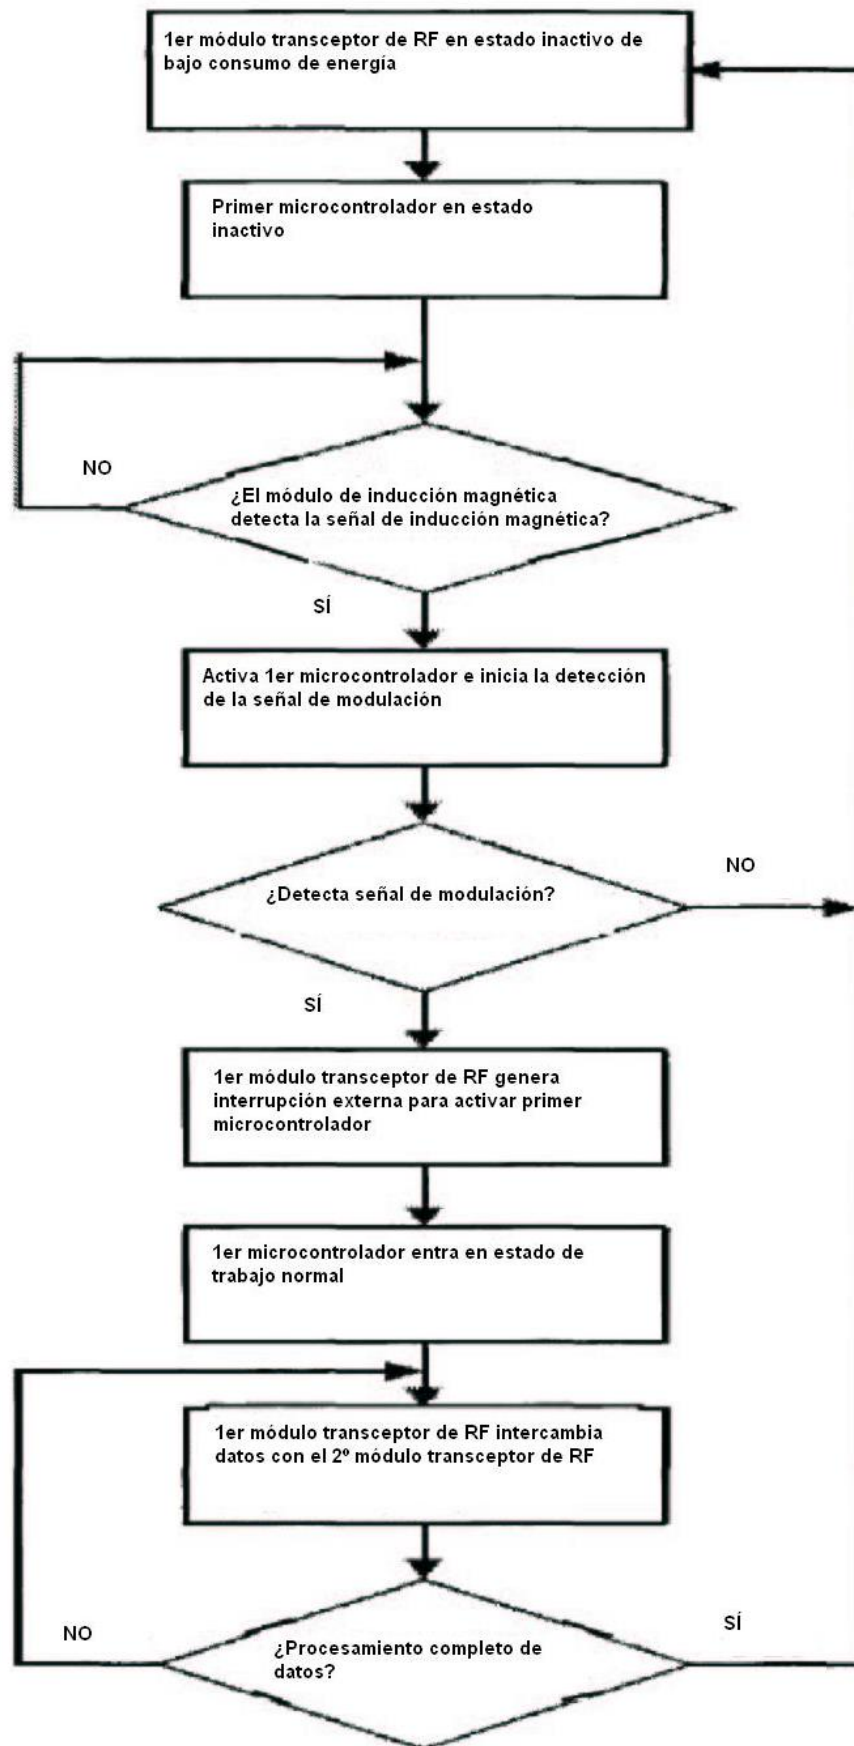 1er módulo transceptor de RF en estado inactivo de
bajo consumo de energía
Primer microcontrolador en estado
inactivo
NO
¿El módulo de inducción magnética
detecta la señal de inducción magnética?
SÍ
Activa 1er microcontrolador e inicia la detección
de la señal de modulación
NO
¿Detecta señal de modulación?
SÍ
1er módulo transceptor de RF genera
interrupción externa para activar primer
microcontrolador
1er microcontrolador entra en estado de
trabajo normal
1er módulo transceptor de RF intercambia
datos con el 2º módulo transceptor de RF
NO
¿Procesamiento completo de
datos?
SÍ